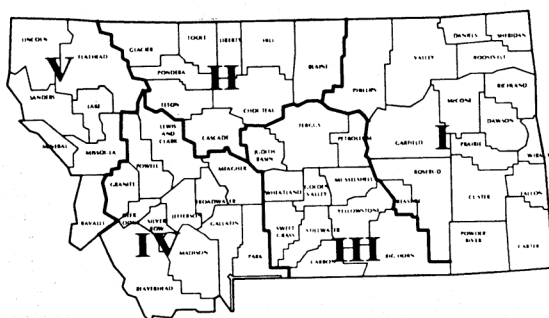 LINCOLN
FLATHEAD
GLACIER
TOOLE
LIBERTY
HILL
BLAINE
PHILLIPS
VALLEY
DANIELS
SHERIDAN
ROOSEVELT
V
PONDERA
H
SANDERS
LAKE
TETON
CHOUTEAU
McCONE
RICHLAND
DAWSON
MINERAL
MISSOULA
LEWIS
AND
CLARK
CASCADE
FERGUS
PETROLEUM
GARFIELD
I
PRAIRIE
WIBAUX
POWELL
JUDITH
BASIN
MEAGHER
GRANITE
WHEATLAND
GOLDEN
VALLEY
MUSSELSHELL
ROSEBUD
TREASURE
CUSTER
FALLON
RAVALLI
DEER
LODGE
SILVER
BOW
JEFFERSON
BROADWATER
GALLATIN
SWEET
GRASS
STILLWATER
YELLOWSTONE
IV
MADISON
PARK
CARBON
III
BIG HORN
POWDER
RIVER
CARTER
BEAVERHEAD